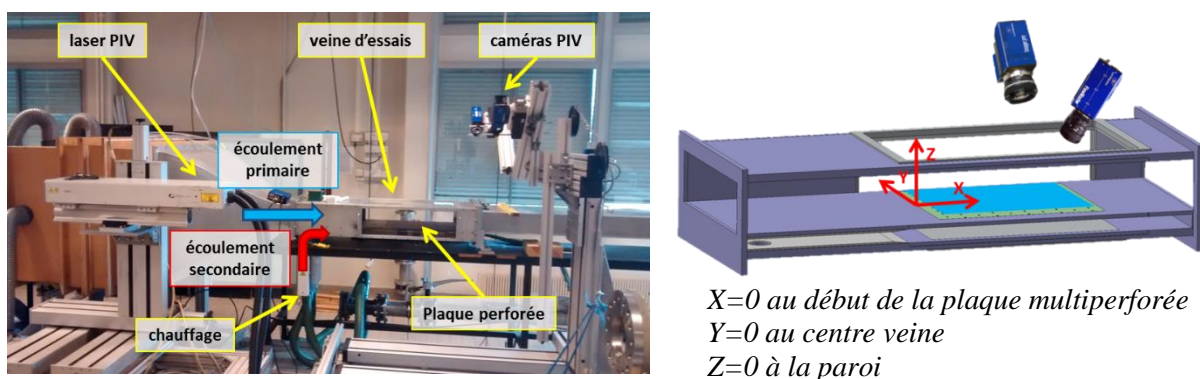 laser PIV
veine d'essais
caméras PIV
écoulement
primaire
écoulement
secondaire
chauffage
Plaque perforée
Z
Y
X
X=0 au début de la plaque multiperforée
Y=0 au centre veine
Z=0 à la paroi